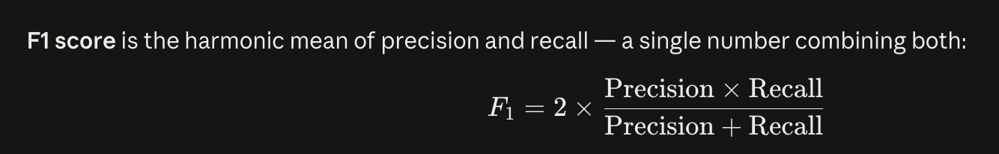 F1 score is the harmonic mean of precision and recall — a single number combining both:
F₁ = 2 × (Precision × Recall) / (Precision + Recall)